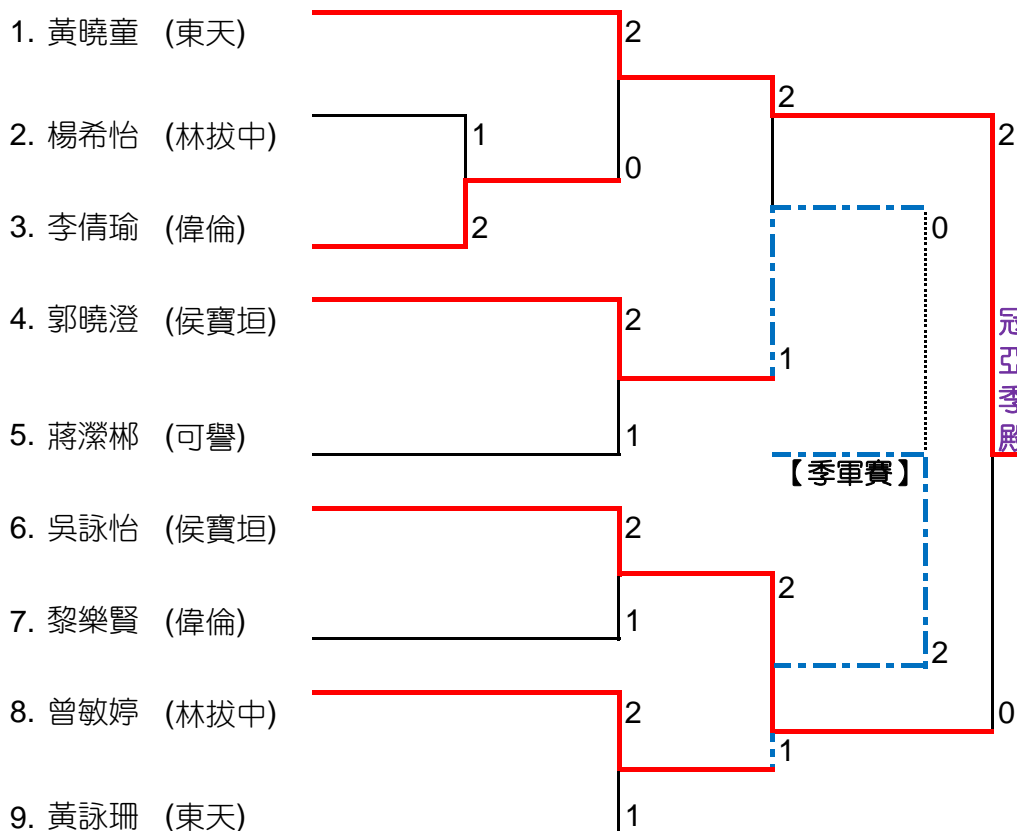 1. 黃曉童 (東天)
2
2
2. 楊希怡 (林拔中)
1
2
0
3. 李倩瑜 (偉倫)
2
0
4. 郭曉澄 (侯寶垣)
2
1
冠
亞
季
殿
5. 蔣瀠郴 (可譽)
1
【季軍賽】
6. 吳詠怡 (侯寶垣)
2
2
7. 黎樂賢 (偉倫)
1
2
8. 曾敏婷 (林拔中)
2
0
1
9. 黃詠珊 (東天)
1